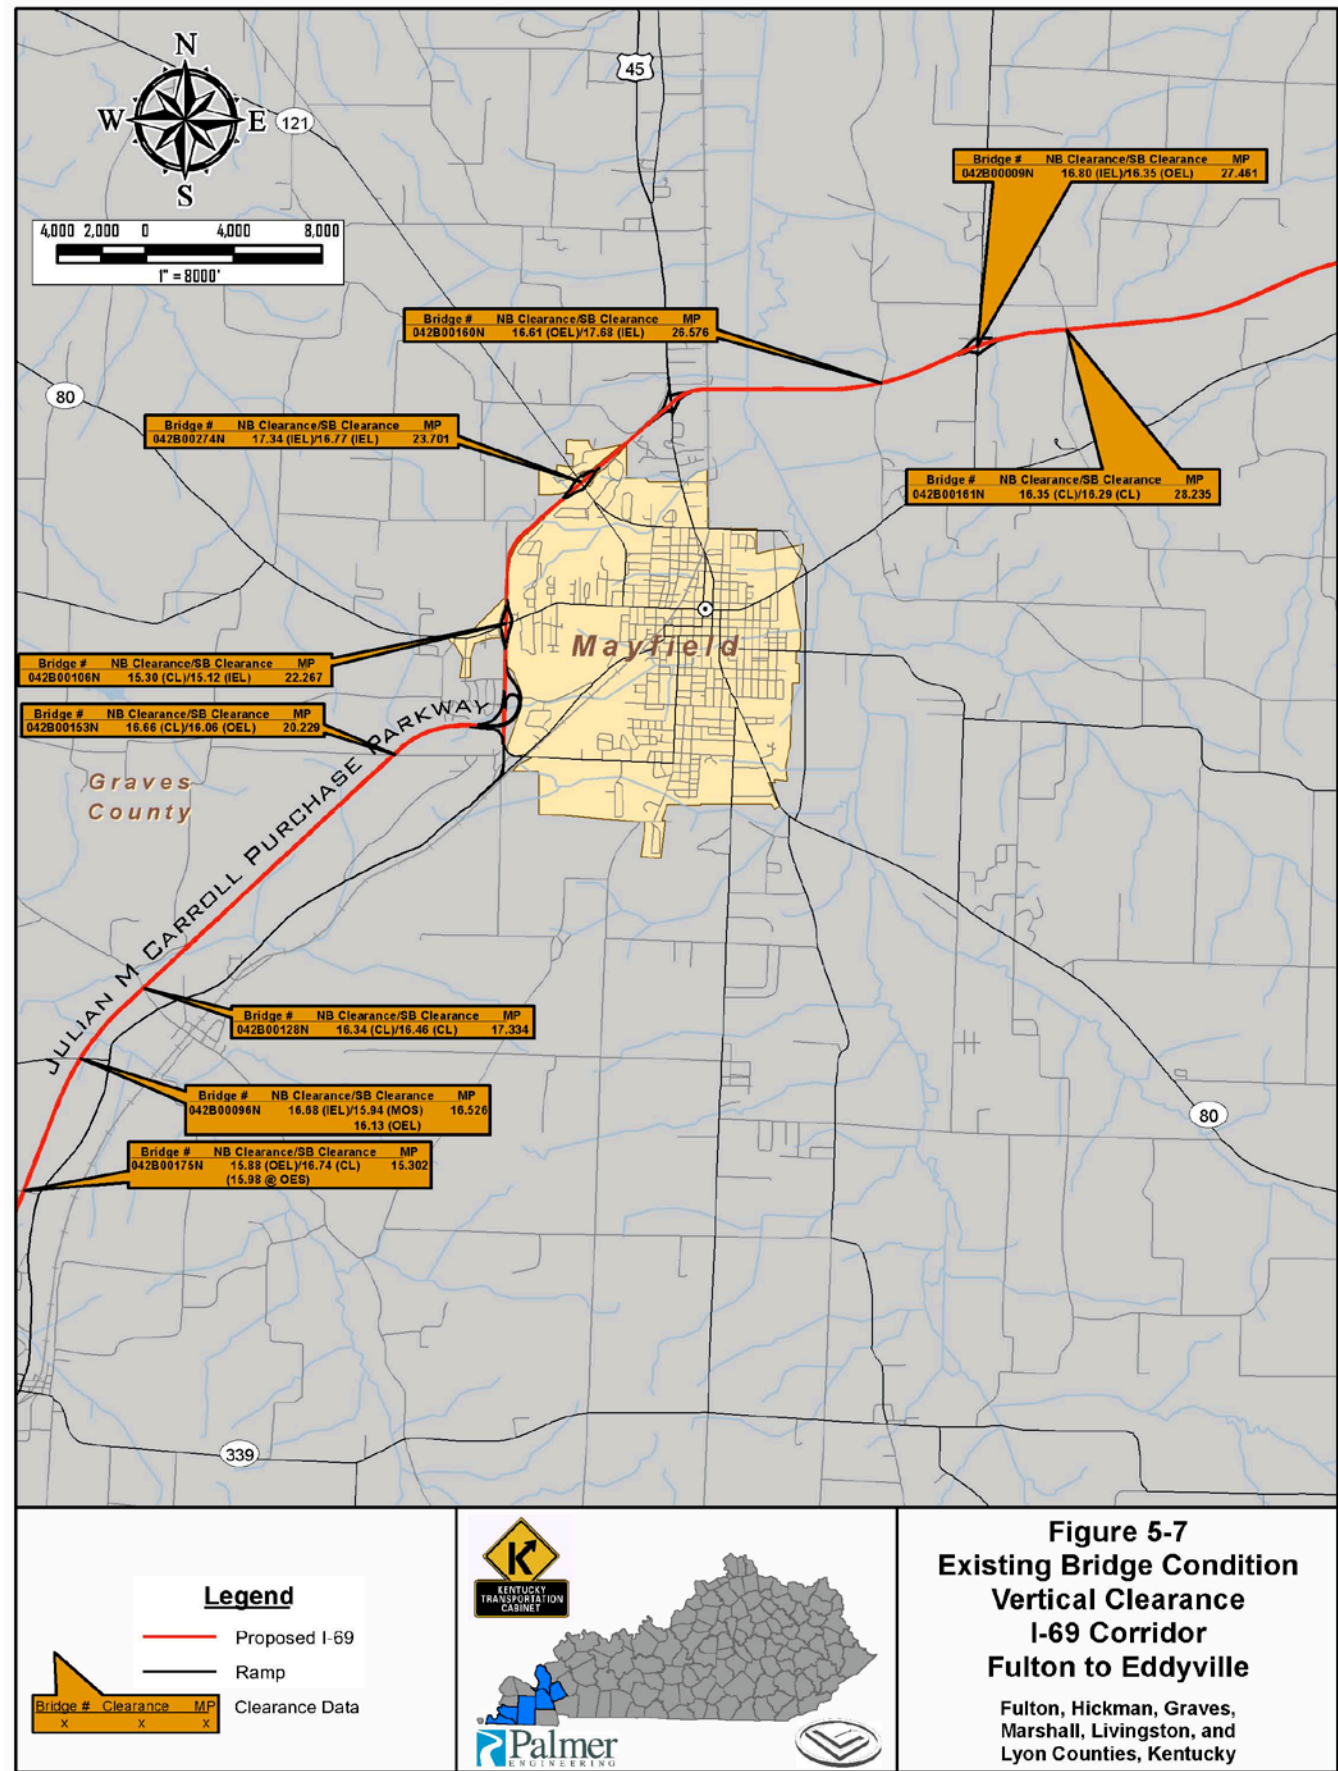 N
W E
S
121
45
4,000 2,000 0 4,000 8,000
1" = 8000'
Bridge # NB Clearance/SB Clearance MP
042B00009N 16.80 (IEL)/16.35 (OEL) 27.461
Bridge # NB Clearance/SB Clearance MP
042B00160N 16.61 (OEL)/17.68 (IEL) 26.576
80
Bridge # NB Clearance/SB Clearance MP
042B00274N 17.34 (IEL)/16.77 (IEL) 23.701
Bridge # NB Clearance/SB Clearance MP
042B00161N 16.35 (CL)/16.29 (CL) 28.235
Mayfield
Bridge # NB Clearance/SB Clearance MP
042B00106N 15.30 (CL)/15.12 (IEL) 22.267
Bridge # NB Clearance/SB Clearance MP
042B00153N 16.66 (CL)/16.06 (OEL) 20.229
Graves
County
JULIAN M CARROLL PURCHASE PARKWAY
Bridge # NB Clearance/SB Clearance MP
042B00128N 16.34 (CL)/16.46 (CL) 17.334
Bridge # NB Clearance/SB Clearance MP
042B00096N 16.68 (IEL)/15.94 (MOS) 16.526
16.13 (OEL)
80
Bridge # NB Clearance/SB Clearance MP
042B00175N 15.88 (OEL)/16.74 (CL) 15.302
(15.98 @ OES)
339
Legend
Proposed I-69
Ramp
Bridge # Clearance MP
x x x
Clearance Data
K
KENTUCKY
TRANSPORTATION
CABINET
Palmer
ENGINEERING
Figure 5-7
Existing Bridge Condition
Vertical Clearance
I-69 Corridor
Fulton to Eddyville
Fulton, Hickman, Graves,
Marshall, Livingston, and
Lyon Counties, Kentucky